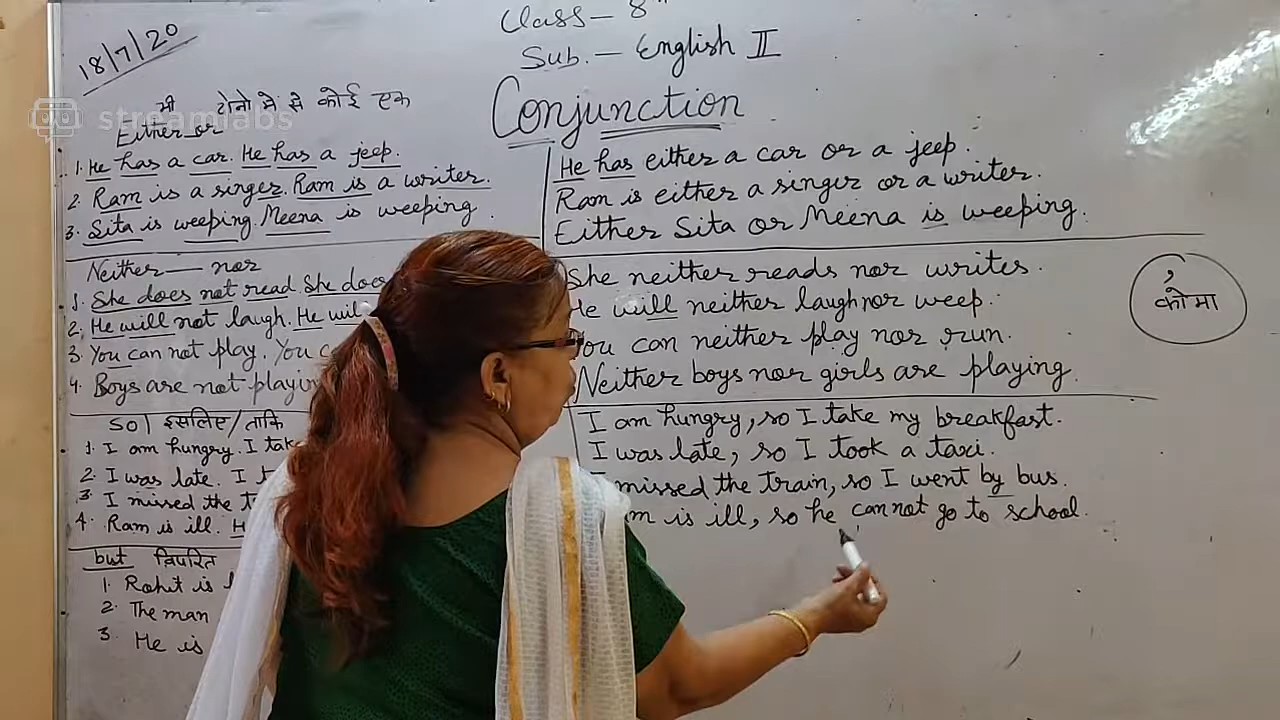 18/7/20
Class - 8th
Sub. - English II
Conjunction
streamlabs
या दोनो में से कोई एक
Either or
1. He has a car. He has a jeep.
2. Ram is a singer. Ram is a writer.
3. Sita is weeping. Meena is weeping.
He has either a car or a jeep.
Ram is either a singer or a writer.
Either Sita or Meena is weeping.
Neither — nor
1. She does not read. She does
2. He will not laugh. He wil
3. You can not play. You c
4. Boys are not playin
She neither reads nor writes.
He will neither laugh nor weep.
You can neither play nor run.
Neither boys nor girls are playing.
,
कोमा
so | इसलिए/ताकि
1. I am hungry. I take
2. I was late. I t
3. I missed the t
4. Ram is ill. H
I am hungry, so I take my breakfast.
I was late, so I took a taxi.
missed the train, so I went by bus.
m is ill, so he cannot go to school.
but विपरित
1. Rohit is
2. The man
3. He is